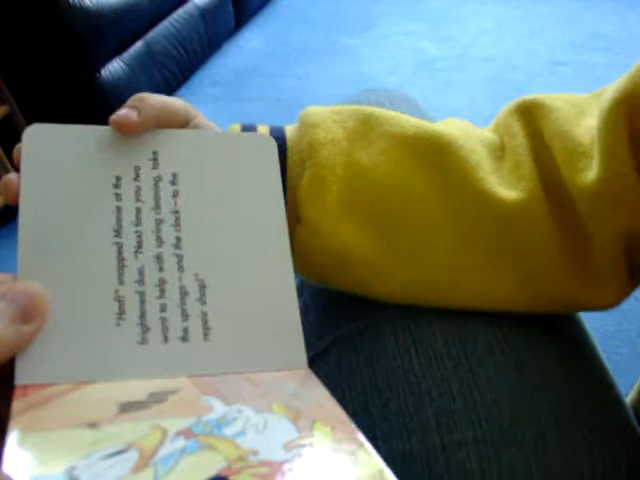 "Hmf!" snapped Minnie at the
frightened duo. "Next time you two
want to help with spring cleaning, take
the springs—and the clock—to the
repair shop!"